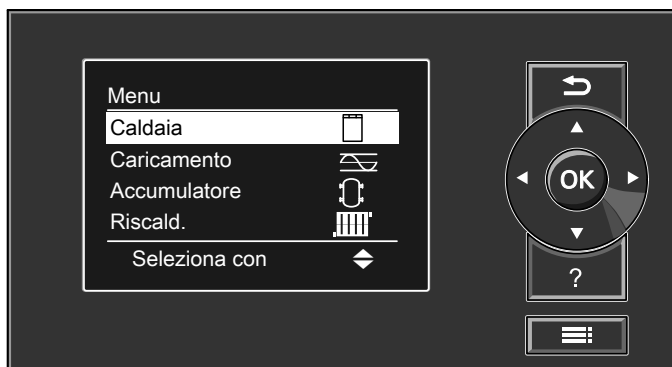 Menu
Caldaia
Caricamento
Accumulatore
Riscald.
Seleziona con
OK
?